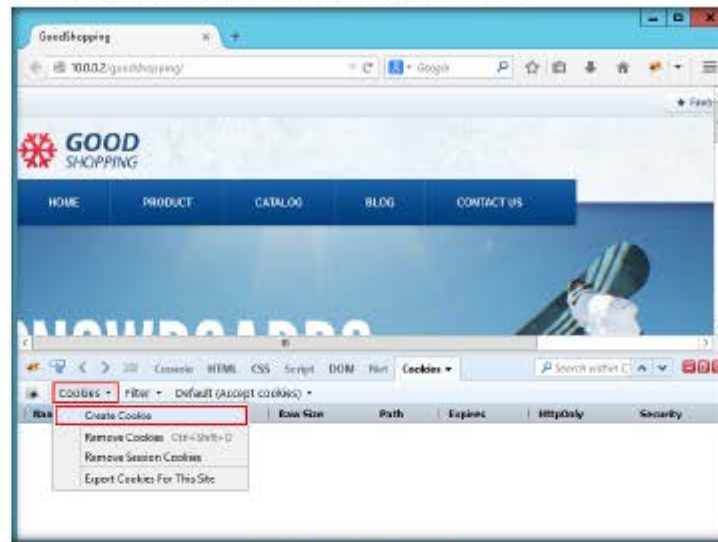 GoodShopping × +
10.0.0.2/goodshopping/ Google
GOOD
SHOPPING
HOME PRODUCT CATALOG BLOG CONTACT US
Console HTML CSS Script DOM Net Cookies
Cookies Filter Default (Accept cookies)
Raw Size Path Expires HttpOnly Security
Create Cookie
Remove Cookies Ctrl+Shift+O
Remove Session Cookies
Export Cookies For This Site